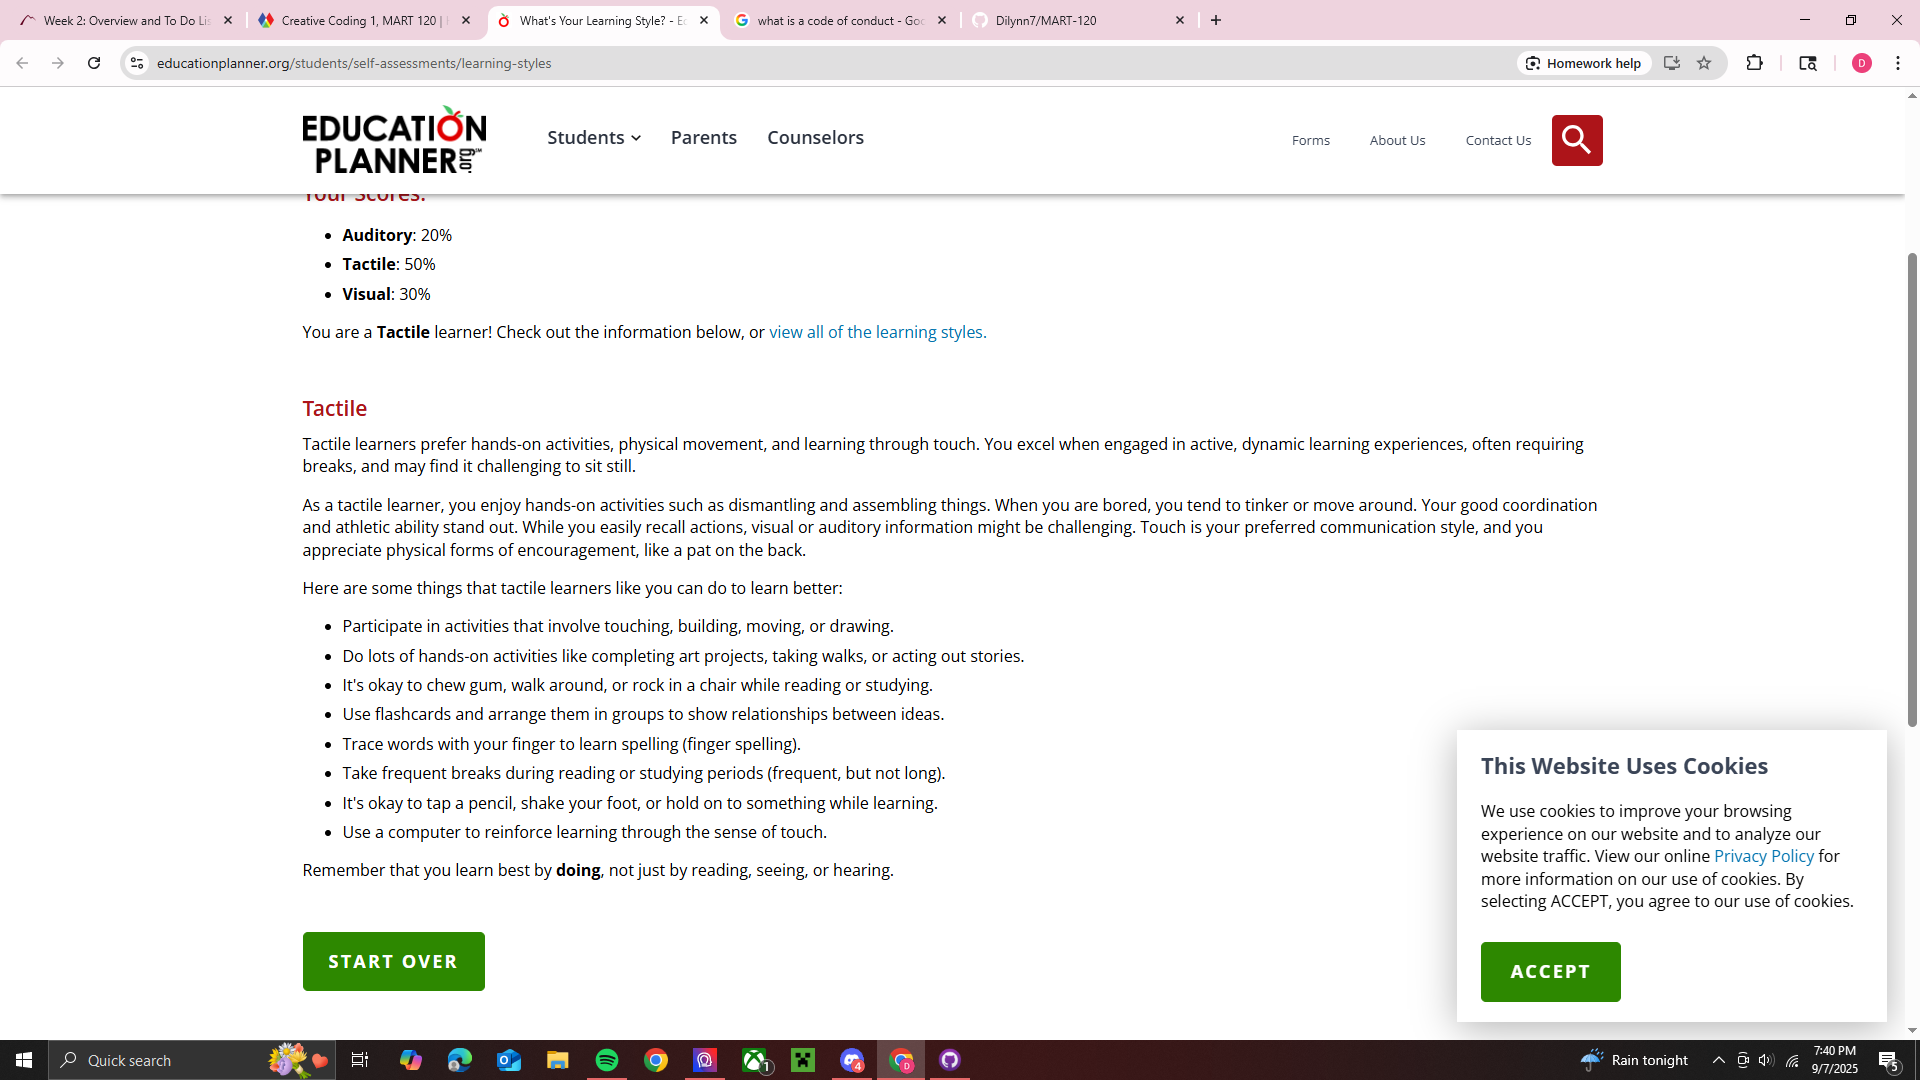 Week 2: Overview and To Do Lis
Creative Coding 1, MART 120 |
What's Your Learning Style? - Ed
what is a code of conduct - Goo
Dilynn7/MART-120
educationplanner.org/students/self-assessments/learning-styles
Homework help
D
EDUCATION
PLANNER.org™
Students
Parents
Counselors
Forms
About Us
Contact Us
Your Scores:
• Auditory: 20%
• Tactile: 50%
• Visual: 30%
You are a Tactile learner! Check out the information below, or view all of the learning styles.
Tactile
Tactile learners prefer hands-on activities, physical movement, and learning through touch. You excel when engaged in active, dynamic learning experiences, often requiring
breaks, and may find it challenging to sit still.
As a tactile learner, you enjoy hands-on activities such as dismantling and assembling things. When you are bored, you tend to tinker or move around. Your good coordination
and athletic ability stand out. While you easily recall actions, visual or auditory information might be challenging. Touch is your preferred communication style, and you
appreciate physical forms of encouragement, like a pat on the back.
Here are some things that tactile learners like you can do to learn better:
• Participate in activities that involve touching, building, moving, or drawing.
• Do lots of hands-on activities like completing art projects, taking walks, or acting out stories.
• It's okay to chew gum, walk around, or rock in a chair while reading or studying.
• Use flashcards and arrange them in groups to show relationships between ideas.
• Trace words with your finger to learn spelling (finger spelling).
• Take frequent breaks during reading or studying periods (frequent, but not long).
• It's okay to tap a pencil, shake your foot, or hold on to something while learning.
• Use a computer to reinforce learning through the sense of touch.
Remember that you learn best by doing, not just by reading, seeing, or hearing.
START OVER
This Website Uses Cookies
We use cookies to improve your browsing
experience on our website and to analyze our
website traffic. View our online Privacy Policy for
more information on our use of cookies. By
selecting ACCEPT, you agree to our use of cookies.
ACCEPT
Quick search
1
4
D
Rain tonight
7:40 PM
9/7/2025
5